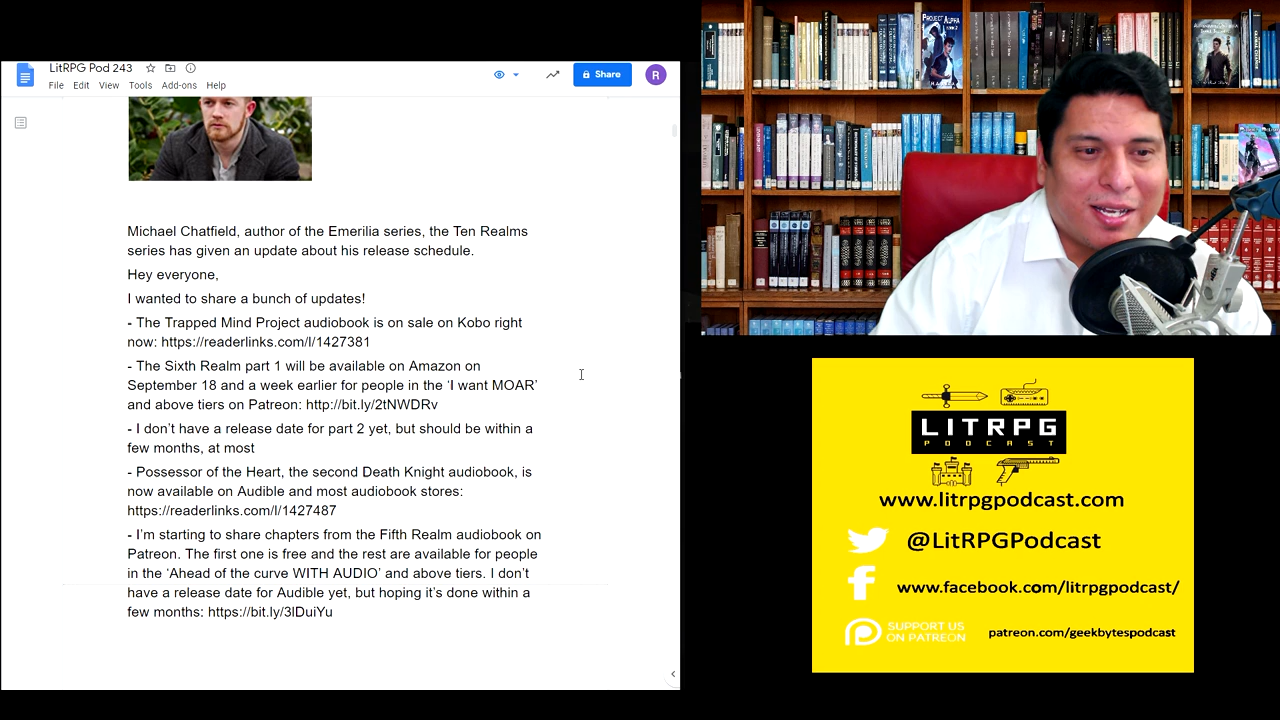 LitRPG Pod 243
File Edit View Tools Add-ons Help
Share
R
Michael Chatfield, author of the Emerilia series, the Ten Realms
series has given an update about his release schedule.
Hey everyone,
I wanted to share a bunch of updates!
- The Trapped Mind Project audiobook is on sale on Kobo right
now: https://readerlinks.com/l/1427381
- The Sixth Realm part 1 will be available on Amazon on
September 18 and a week earlier for people in the ‘I want MOAR’
and above tiers on Patreon: http://bit.ly/2tNWDRv
- I don’t have a release date for part 2 yet, but should be within a
few months, at most
- Possessor of the Heart, the second Death Knight audiobook, is
now available on Audible and most audiobook stores:
https://readerlinks.com/l/1427487
- I’m starting to share chapters from the Fifth Realm audiobook on
Patreon. The first one is free and the rest are available for people
in the ‘Ahead of the curve WITH AUDIO’ and above tiers. I don’t
have a release date for Audible yet, but hoping it’s done within a
few months: https://bit.ly/3lDuiYu
PROJECT ALPHA
LITRPG
PODCAST
www.litrpgpodcast.com
@LitRPGPodcast
www.facebook.com/litrpgpodcast/
SUPPORT US
ON PATREON
patreon.com/geekbytespodcast